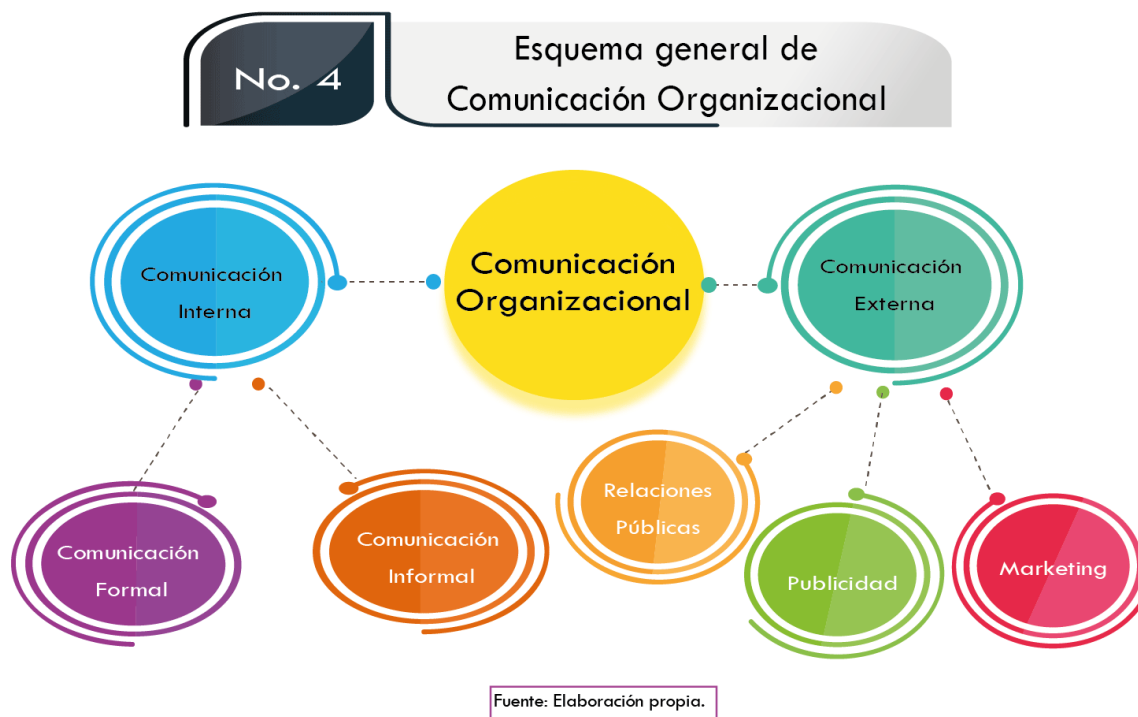 No. 4
Esquema general de
Comunicación Organizacional
Comunicación
Interna
Comunicación
Organizacional
Comunicación
Externa
Comunicación
Formal
Comunicación
Informal
Relaciones
Públicas
Publicidad
Marketing
Fuente: Elaboración propia.